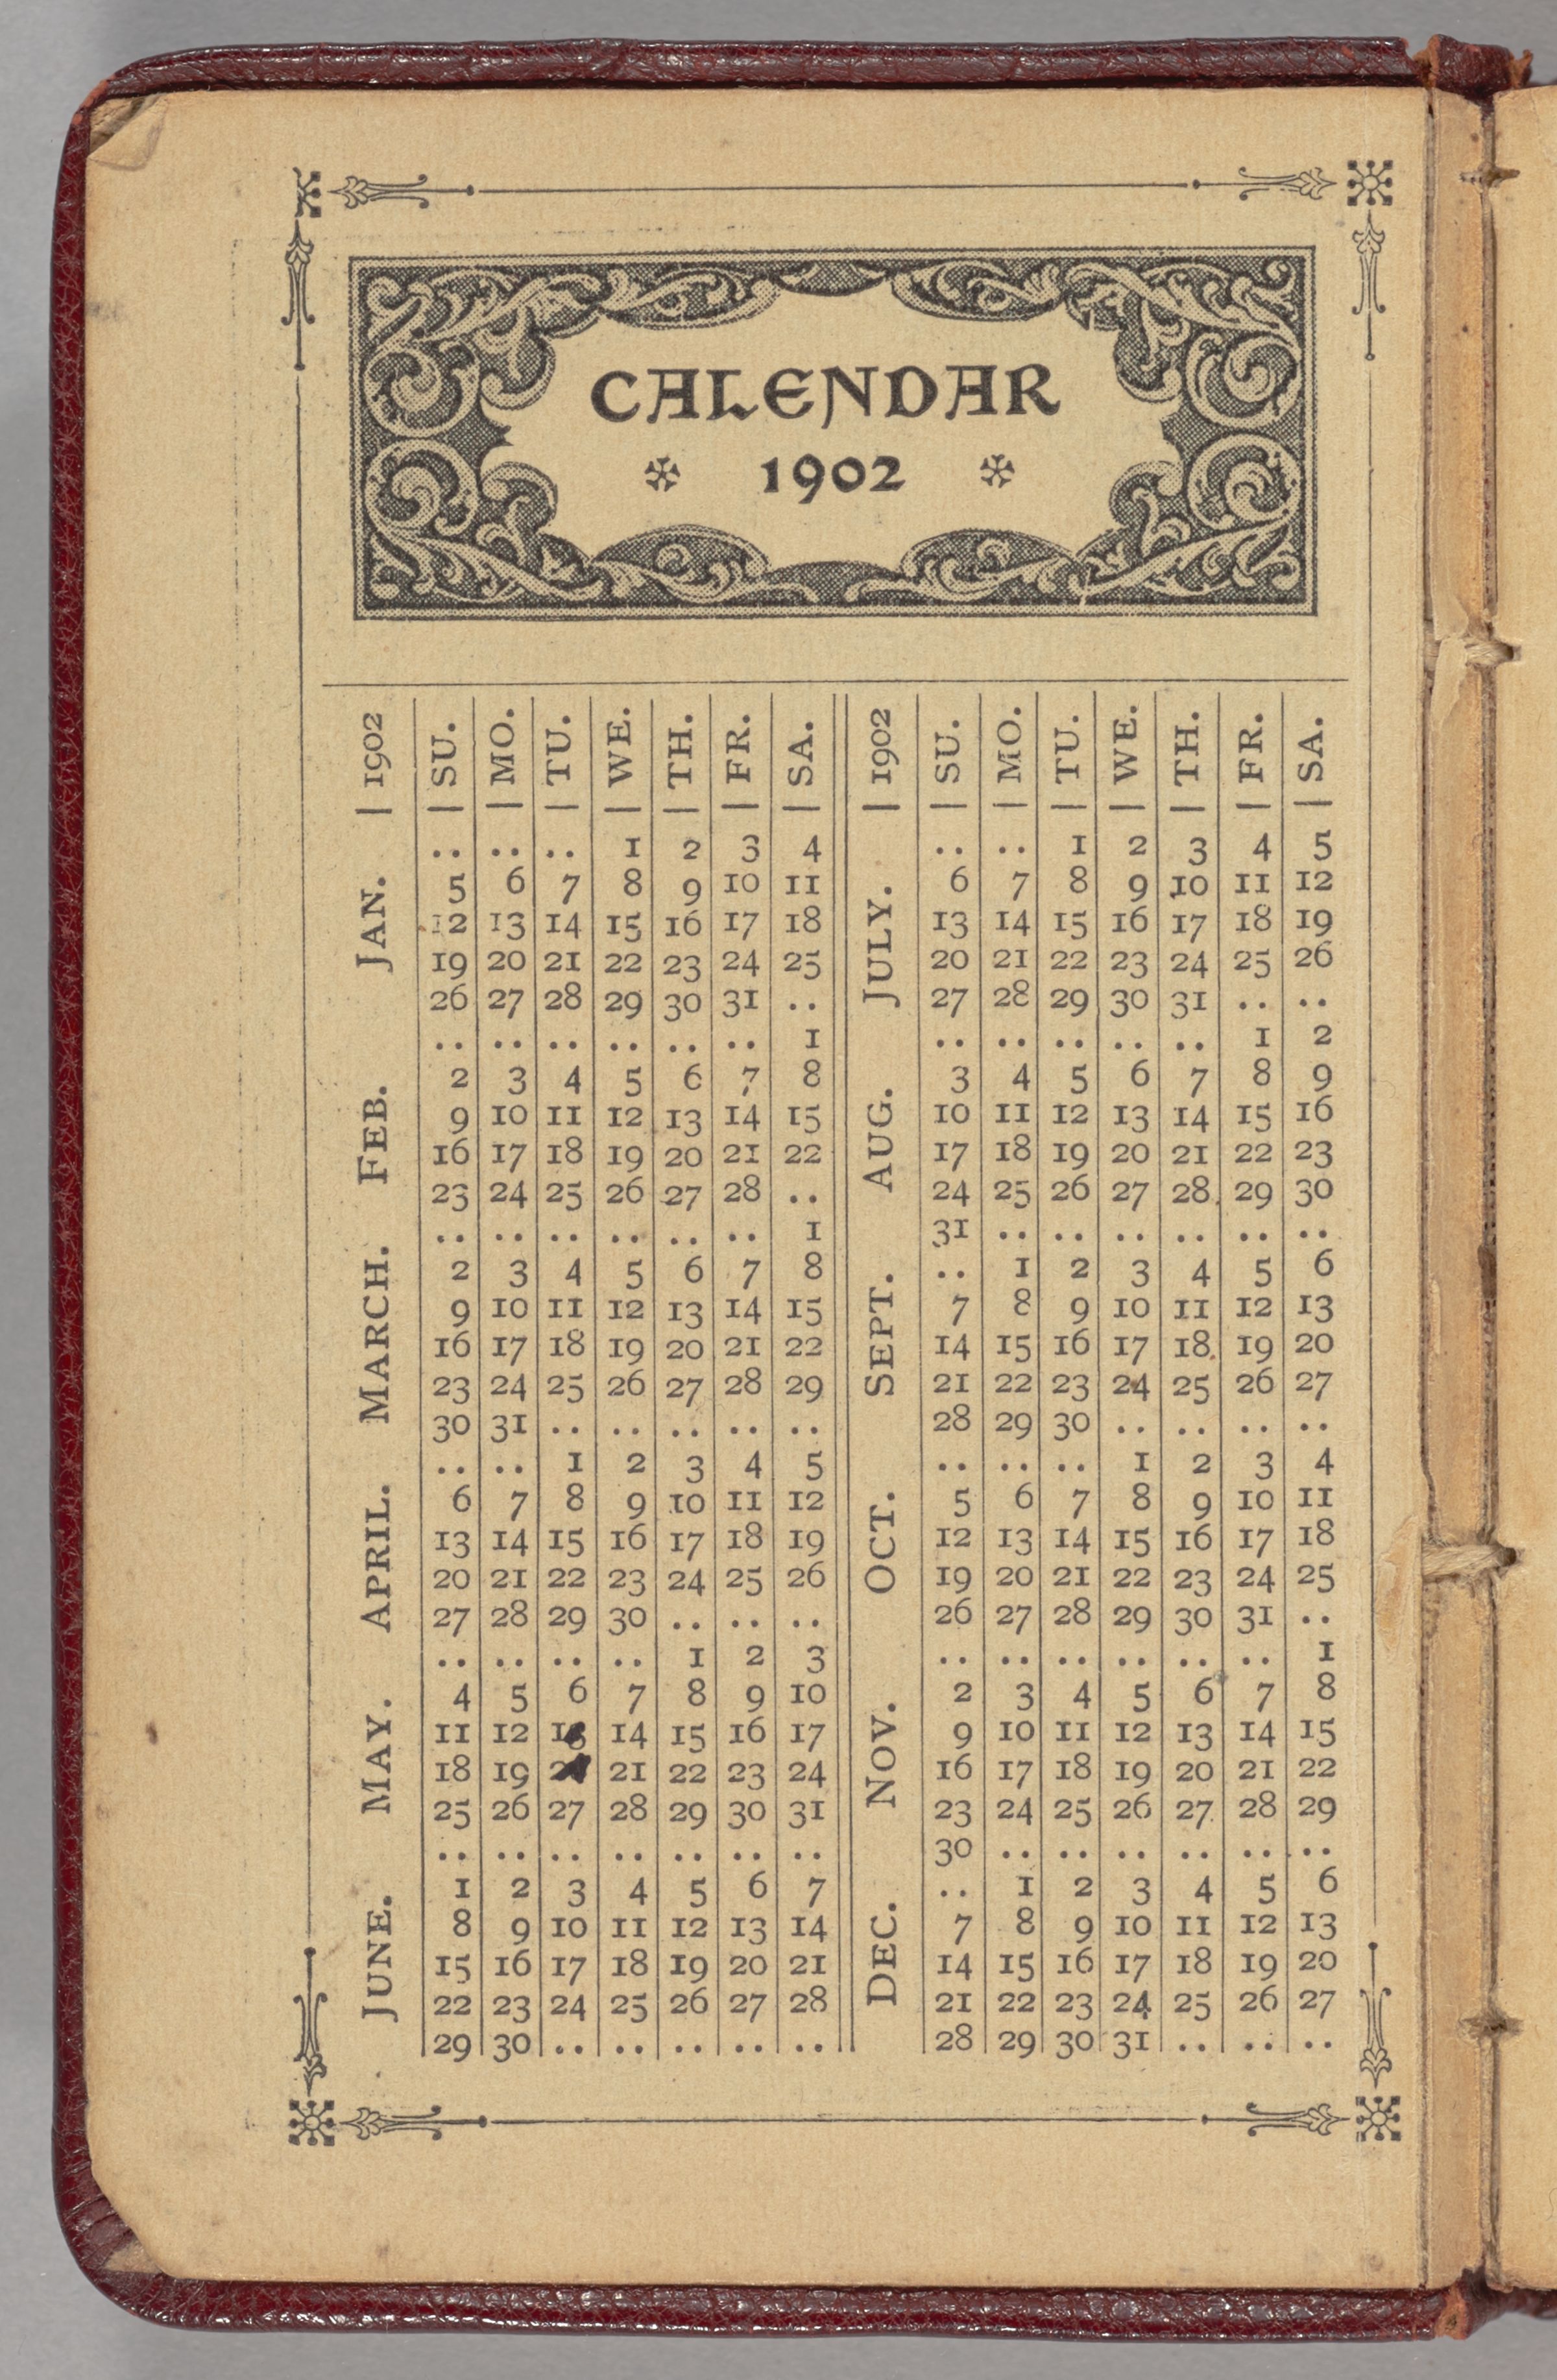 CALENDAR
1902
1902 SU. MO. TU. WE. TH. FR. SA.
JAN.
.. .. .. 1 2 3 4
5 6 7 8 9 10 11
12 13 14 15 16 17 18
19 20 21 22 23 24 25
26 27 28 29 30 31 ..
FEB.
.. .. .. .. .. .. 1
2 3 4 5 6 7 8
9 10 11 12 13 14 15
16 17 18 19 20 21 22
23 24 25 26 27 28 ..
MARCH.
.. .. .. .. .. .. 1
2 3 4 5 6 7 8
9 10 11 12 13 14 15
16 17 18 19 20 21 22
23 24 25 26 27 28 29
30 31 .. .. .. .. ..
APRIL.
.. .. 1 2 3 4 5
6 7 8 9 10 11 12
13 14 15 16 17 18 19
20 21 22 23 24 25 26
27 28 29 30 .. .. ..
MAY.
.. .. .. .. 1 2 3
4 5 6 7 8 9 10
11 12 13 14 15 16 17
18 19 20 21 22 23 24
25 26 27 28 29 30 31
.. .. .. .. .. .. ..
JUNE.
1 2 3 4 5 6 7
8 9 10 11 12 13 14
15 16 17 18 19 20 21
22 23 24 25 26 27 28
29 30 .. .. .. .. ..
1902 SU. MO. TU. WE. TH. FR. SA.
JULY.
.. .. 1 2 3 4 5
6 7 8 9 10 11 12
13 14 15 16 17 18 19
20 21 22 23 24 25 26
27 28 29 30 31 .. ..
AUG.
.. .. .. .. .. 1 2
3 4 5 6 7 8 9
10 11 12 13 14 15 16
17 18 19 20 21 22 23
24 25 26 27 28 29 30
31 .. .. .. .. .. ..
SEPT.
.. 1 2 3 4 5 6
7 8 9 10 11 12 13
14 15 16 17 18 19 20
21 22 23 24 25 26 27
28 29 30 .. .. .. ..
OCT.
.. .. .. 1 2 3 4
5 6 7 8 9 10 11
12 13 14 15 16 17 18
19 20 21 22 23 24 25
26 27 28 29 30 31 ..
NOV.
.. .. .. .. .. .. 1
2 3 4 5 6 7 8
9 10 11 12 13 14 15
16 17 18 19 20 21 22
23 24 25 26 27 28 29
30 .. .. .. .. .. ..
DEC.
.. 1 2 3 4 5 6
7 8 9 10 11 12 13
14 15 16 17 18 19 20
21 22 23 24 25 26 27
28 29 30 31 .. .. ..